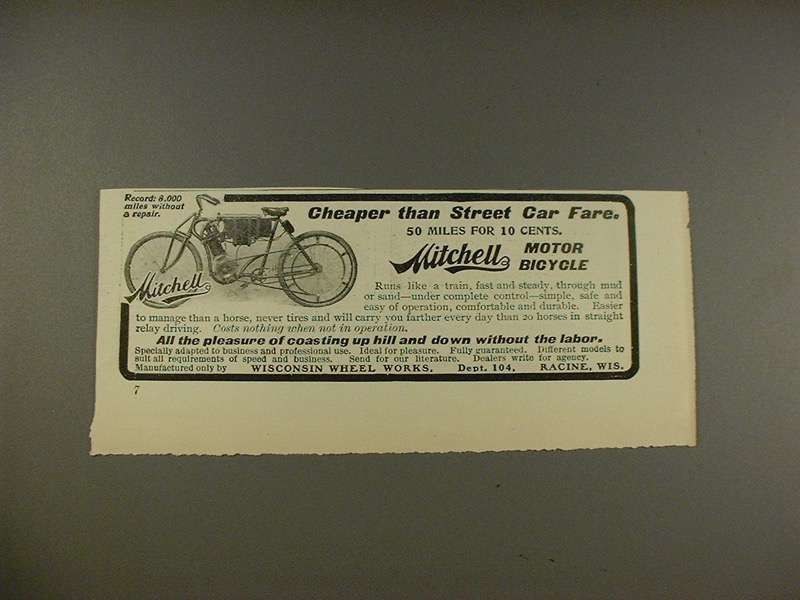 Record: 8,000
miles without
a repair.
Mitchell
Cheaper than Street Car Fare.
50 MILES FOR 10 CENTS.
Mitchell MOTOR
BICYCLE
Runs like a train, fast and steady, through mud
or sand—under complete control—simple, safe and
easy of operation, comfortable and durable. Easier
to manage than a horse, never tires and will carry you farther every day than 20 horses in straight
relay driving. Costs nothing when not in operation.
All the pleasure of coasting up hill and down without the labor.
Specially adapted to business and professional use. Ideal for pleasure. Fully guaranteed. Different models to
suit all requirements of speed and business. Send for our literature. Dealers write for agency.
Manufactured only by WISCONSIN WHEEL WORKS, Dept. 104, RACINE, WIS.
7